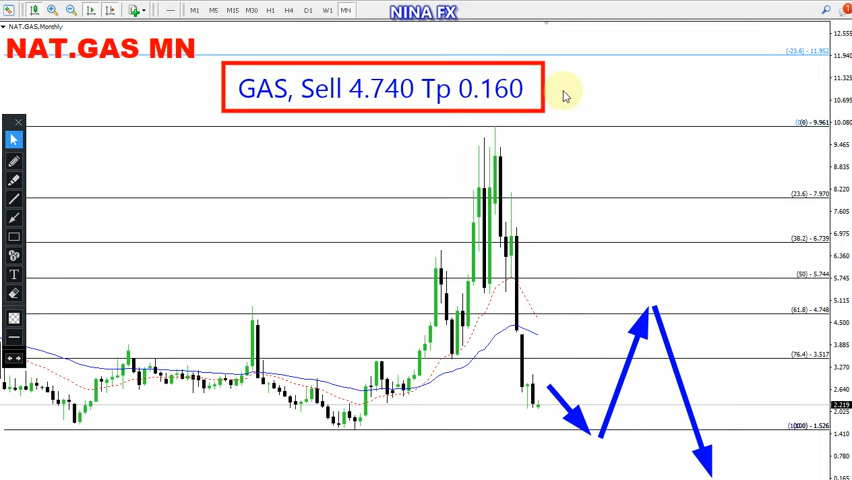 M1 M5 M15 M30 H1 H4 D1 W1 MN
NINA FX
NAT.GAS,Monthly
NAT.GAS MN
GAS, Sell 4.740 Tp 0.160
(-23.6) - 11.952
(0) - 9.961
(23.6) - 7.970
(38.2) - 6.739
(50) - 5.744
(61.8) - 4.748
(76.4) - 3.517
(100) - 1.526
12.555
11.940
11.325
10.695
10.080
9.465
8.835
8.220
7.605
6.975
6.360
5.745
5.115
4.500
3.885
3.270
2.640
2.219
2.025
1.410
0.780
0.165
T